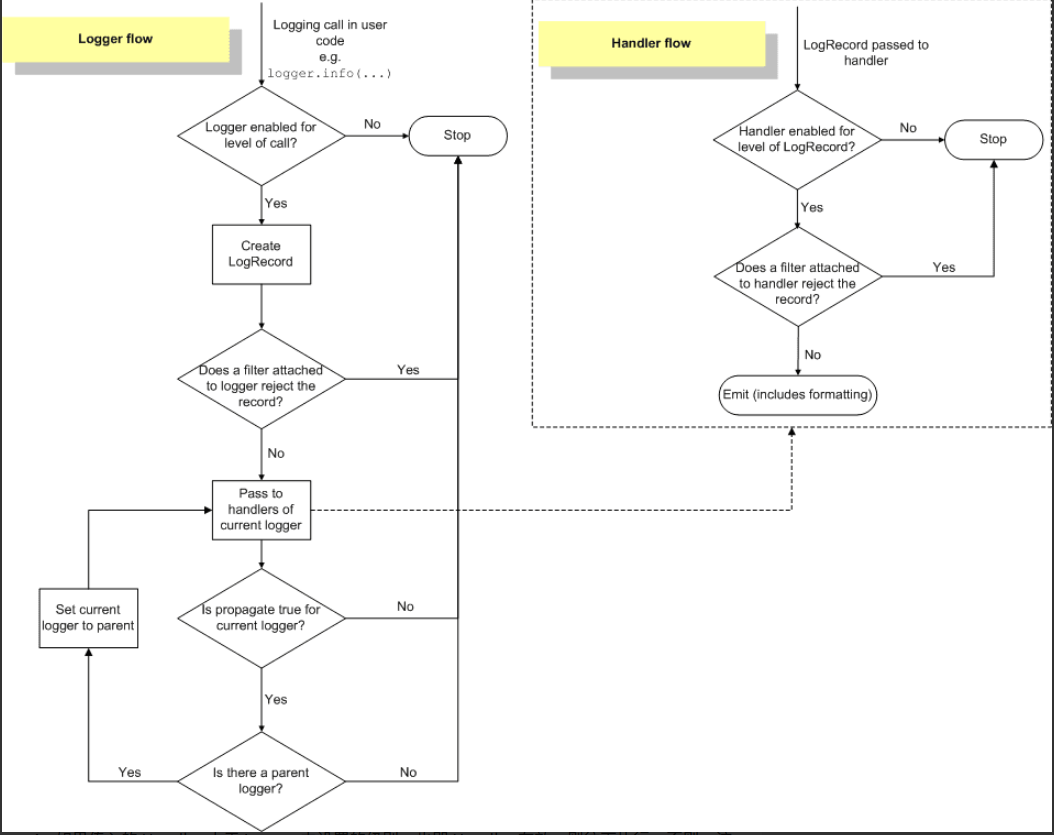 Logger flow
Logging call in user
code
e.g.
logger.info(...)
Logger enabled for
level of call?
No
Stop
Yes
Create
LogRecord
Does a filter attached
to logger reject the
record?
Yes
No
Pass to
handlers of
current logger
Set current
logger to parent
Is propagate true for
current logger?
No
Yes
Is there a parent
logger?
Yes
No
Handler flow
LogRecord passed to
handler
Handler enabled for
level of LogRecord?
No
Stop
Yes
Does a filter attached
to handler reject the
record?
Yes
No
Emit (includes formatting)